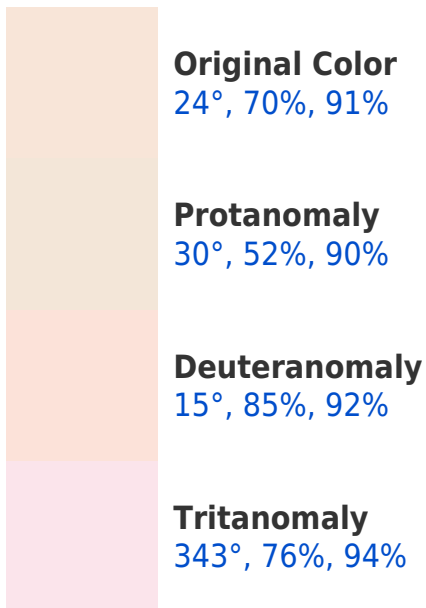 Original Color
24°, 70%, 91%
Protanomaly
30°, 52%, 90%
Deuteranomaly
15°, 85%, 92%
Tritanomaly
343°, 76%, 94%